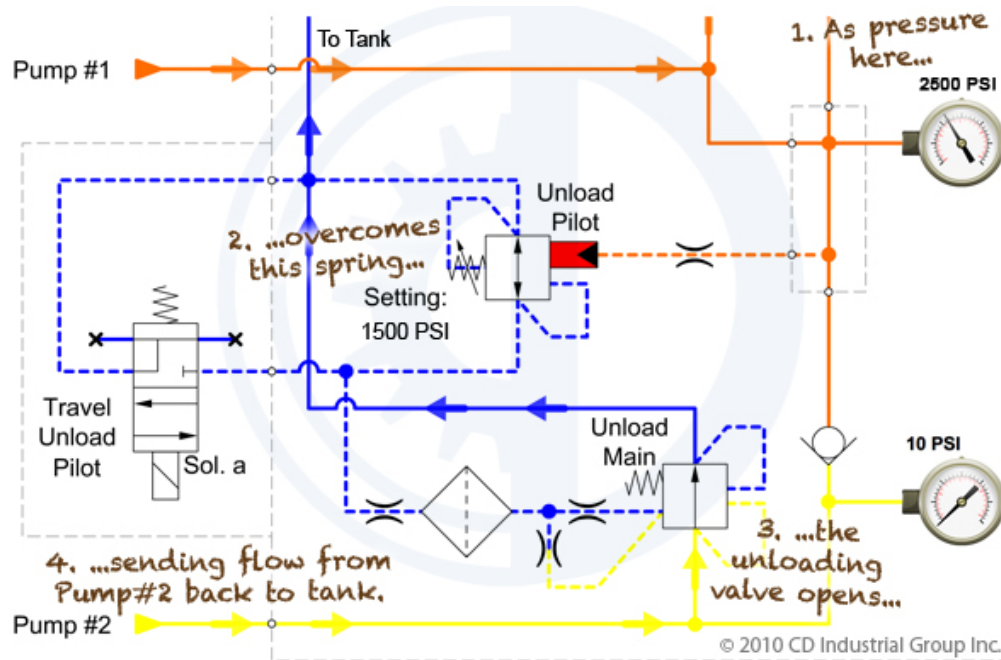 To Tank
Pump #1
1. As pressure
here...
2500 PSI
Unload
Pilot
2. ...overcomes
this spring...
Setting:
1500 PSI
Travel
Unload
Pilot
Sol. a
Unload
Main
10 PSI
3. ...the
unloading
valve opens...
4. ...sending flow from
Pump#2 back to tank.
Pump #2
© 2010 CD Industrial Group Inc.